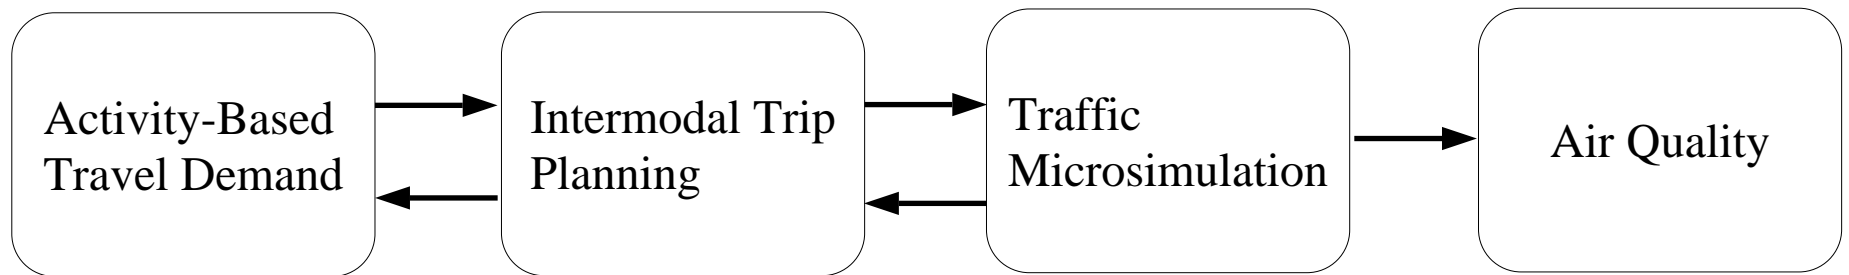 Activity-Based
Travel Demand
Intermodal Trip
Planning
Traffic
Microsimulation
Air Quality